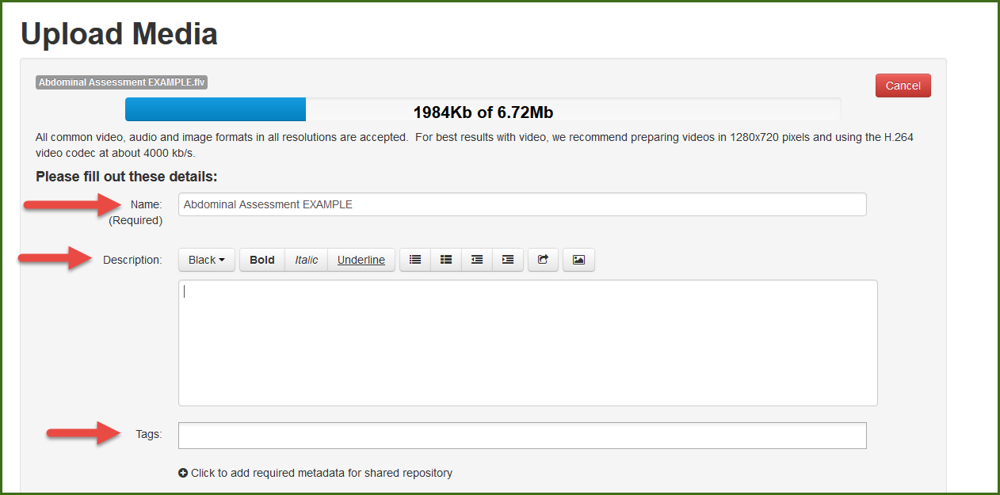 Upload Media
Abdominal Assessment EXAMPLE.flv
Cancel
1984Kb of 6.72Mb
All common video, audio and image formats in all resolutions are accepted.  For best results with video, we recommend preparing videos in 1280x720 pixels and using the H.264
video codec at about 4000 kb/s.
Please fill out these details:
Name: Abdominal Assessment EXAMPLE
(Required)
Description: Black Bold Italic Underline
Tags:
Click to add required metadata for shared repository